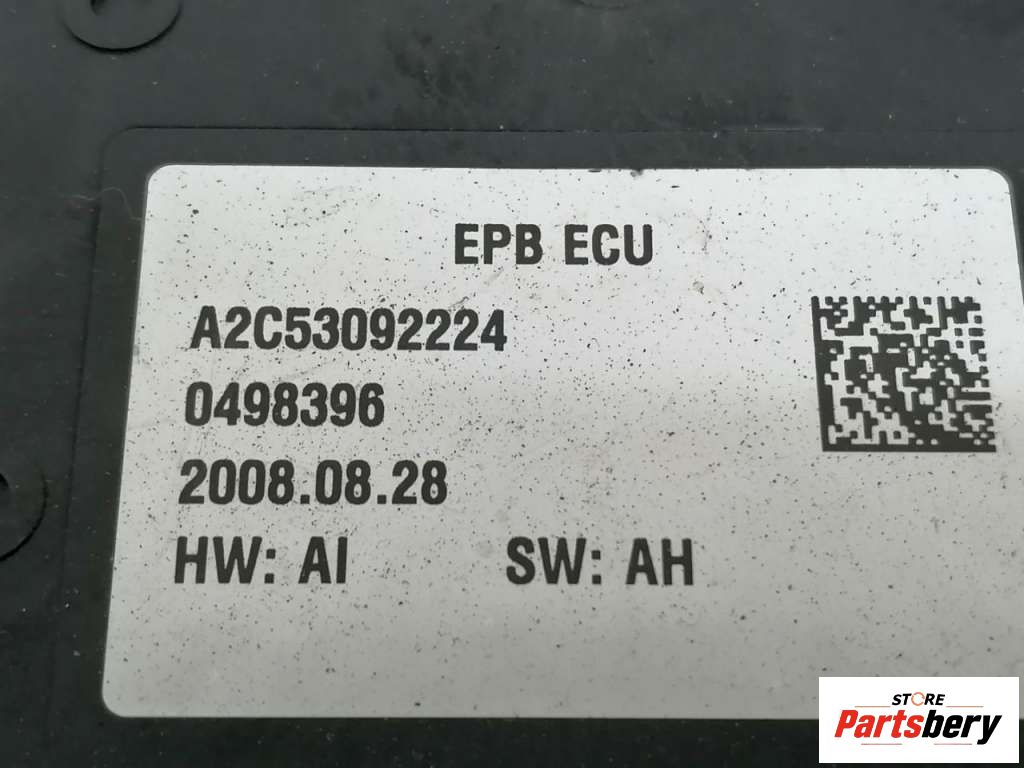 EPB ECU
A2C53092224
0498396
2008.08.28
HW: AI SW: AH
STORE
Partsbery